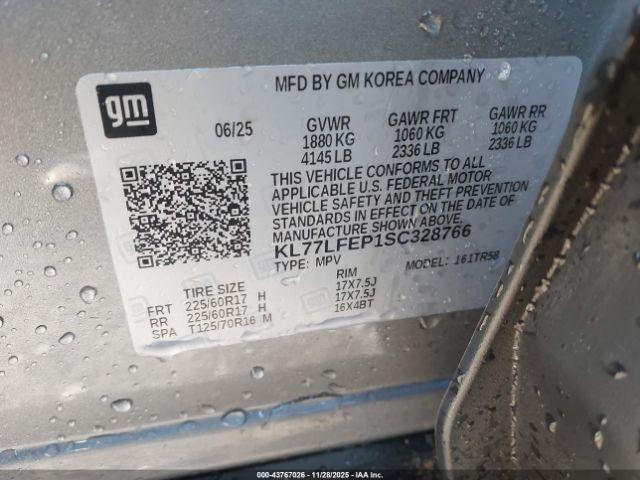 gm
MFD BY GM KOREA COMPANY
06/25 GVWR GAWR FRT GAWR RR
1880 KG 1060 KG 1060 KG
4145 LB 2336 LB 2336 LB
THIS VEHICLE CONFORMS TO ALL
APPLICABLE U.S. FEDERAL MOTOR
VEHICLE SAFETY AND THEFT PREVENTION
STANDARDS IN EFFECT ON THE DATE OF
MANUFACTURE SHOWN ABOVE.
KL77LFEP1SC328766
TYPE: MPV MODEL: 161TR58
TIRE SIZE RIM
FRT 225/60R17 H 17X7.5J
RR 225/60R17 H 17X7.5J
SPA T125/70R16 M 16X4BT
000-43767026 | 11/28/2025 | IAA Inc.